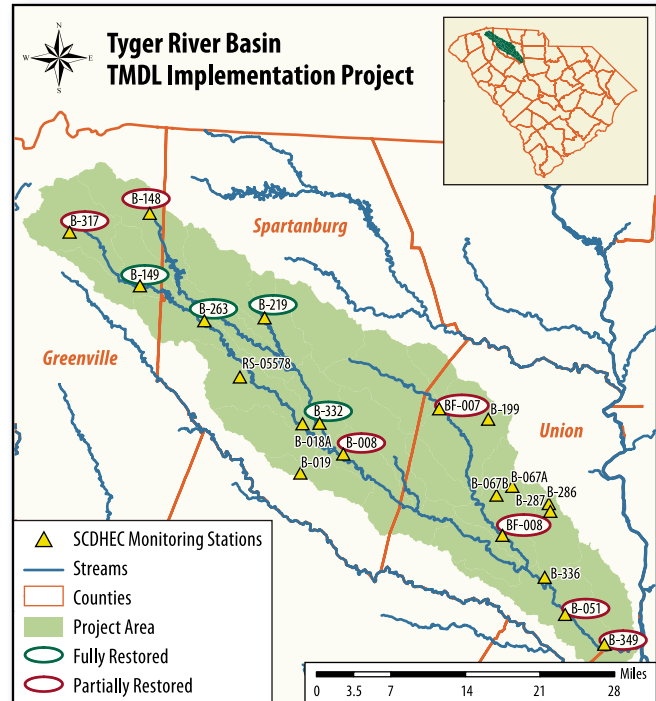 N
W
E
S
Tyger River Basin
TMDL Implementation Project
B-148
B-317
Spartanburg
B-149
B-263
B-219
Greenville
RS-05578
BF-007
B-199
B-332
Union
B-018A
B-008
B-019
B-067A
B-067B
B-286
B-287
BF-008
B-336
B-051
B-349
SCDHEC Monitoring Stations
Streams
Counties
Project Area
Fully Restored
Partially Restored
Miles
0 3.5 7 14 21 28